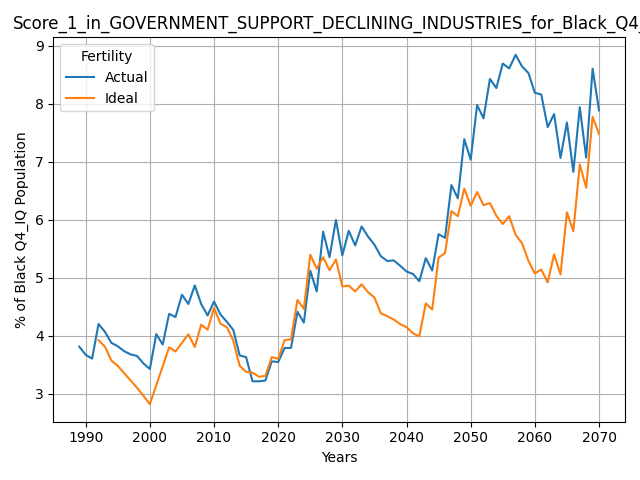 Score_1_in_GOVERNMENT_SUPPORT_DECLINING_INDUSTRIES_for_Black_Q4_
Fertility
Actual
Ideal
% of Black Q4_IQ Population
9
8
7
6
5
4
3
1990 2000 2010 2020 2030 2040 2050 2060 2070
Years